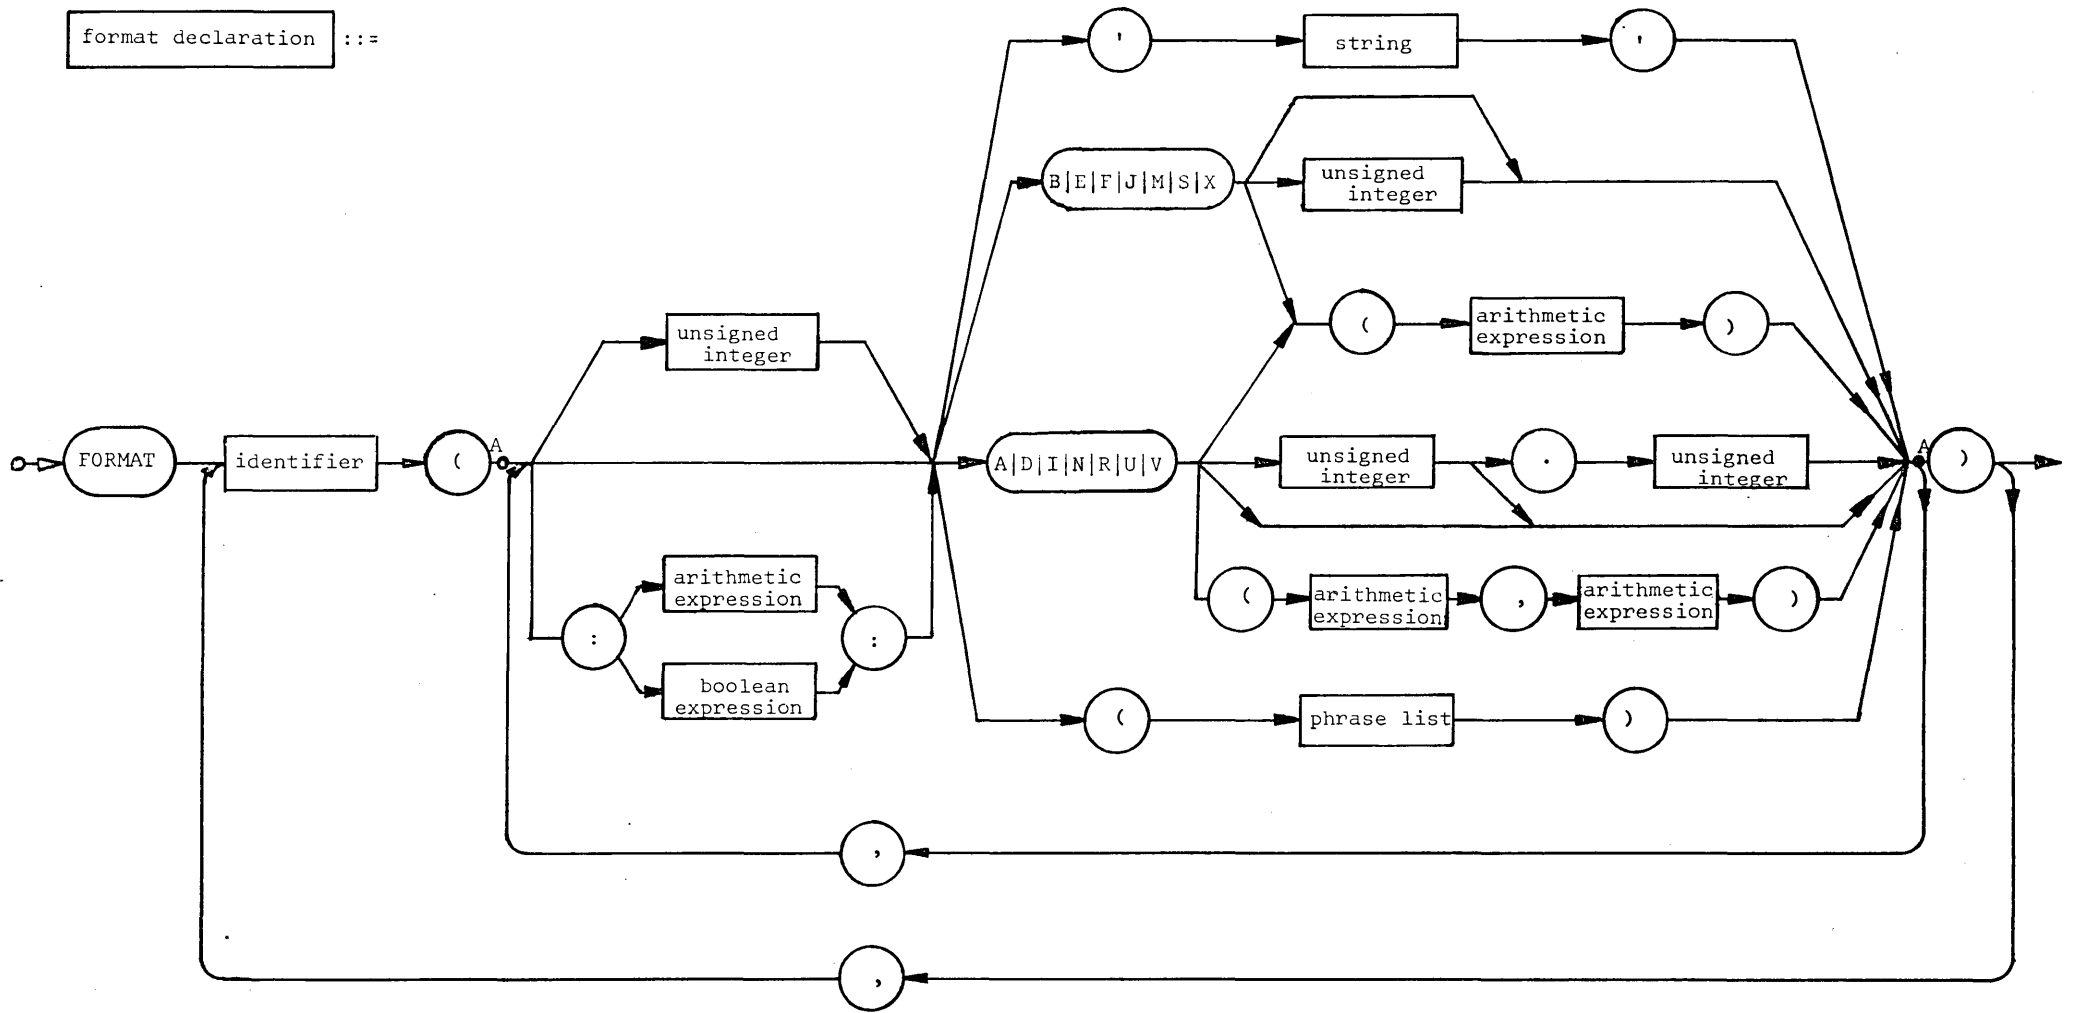 format declaration ::=
' string '
B|E|F|J|M|S|X
unsigned
integer
unsigned
integer
( arithmetic
expression )
FORMAT identifier ( A
A|D|I|N|R|U|V
unsigned
integer
.
unsigned
integer
A )
arithmetic
expression
: :
boolean
expression
( arithmetic
expression , arithmetic
expression )
( phrase list )
,
,